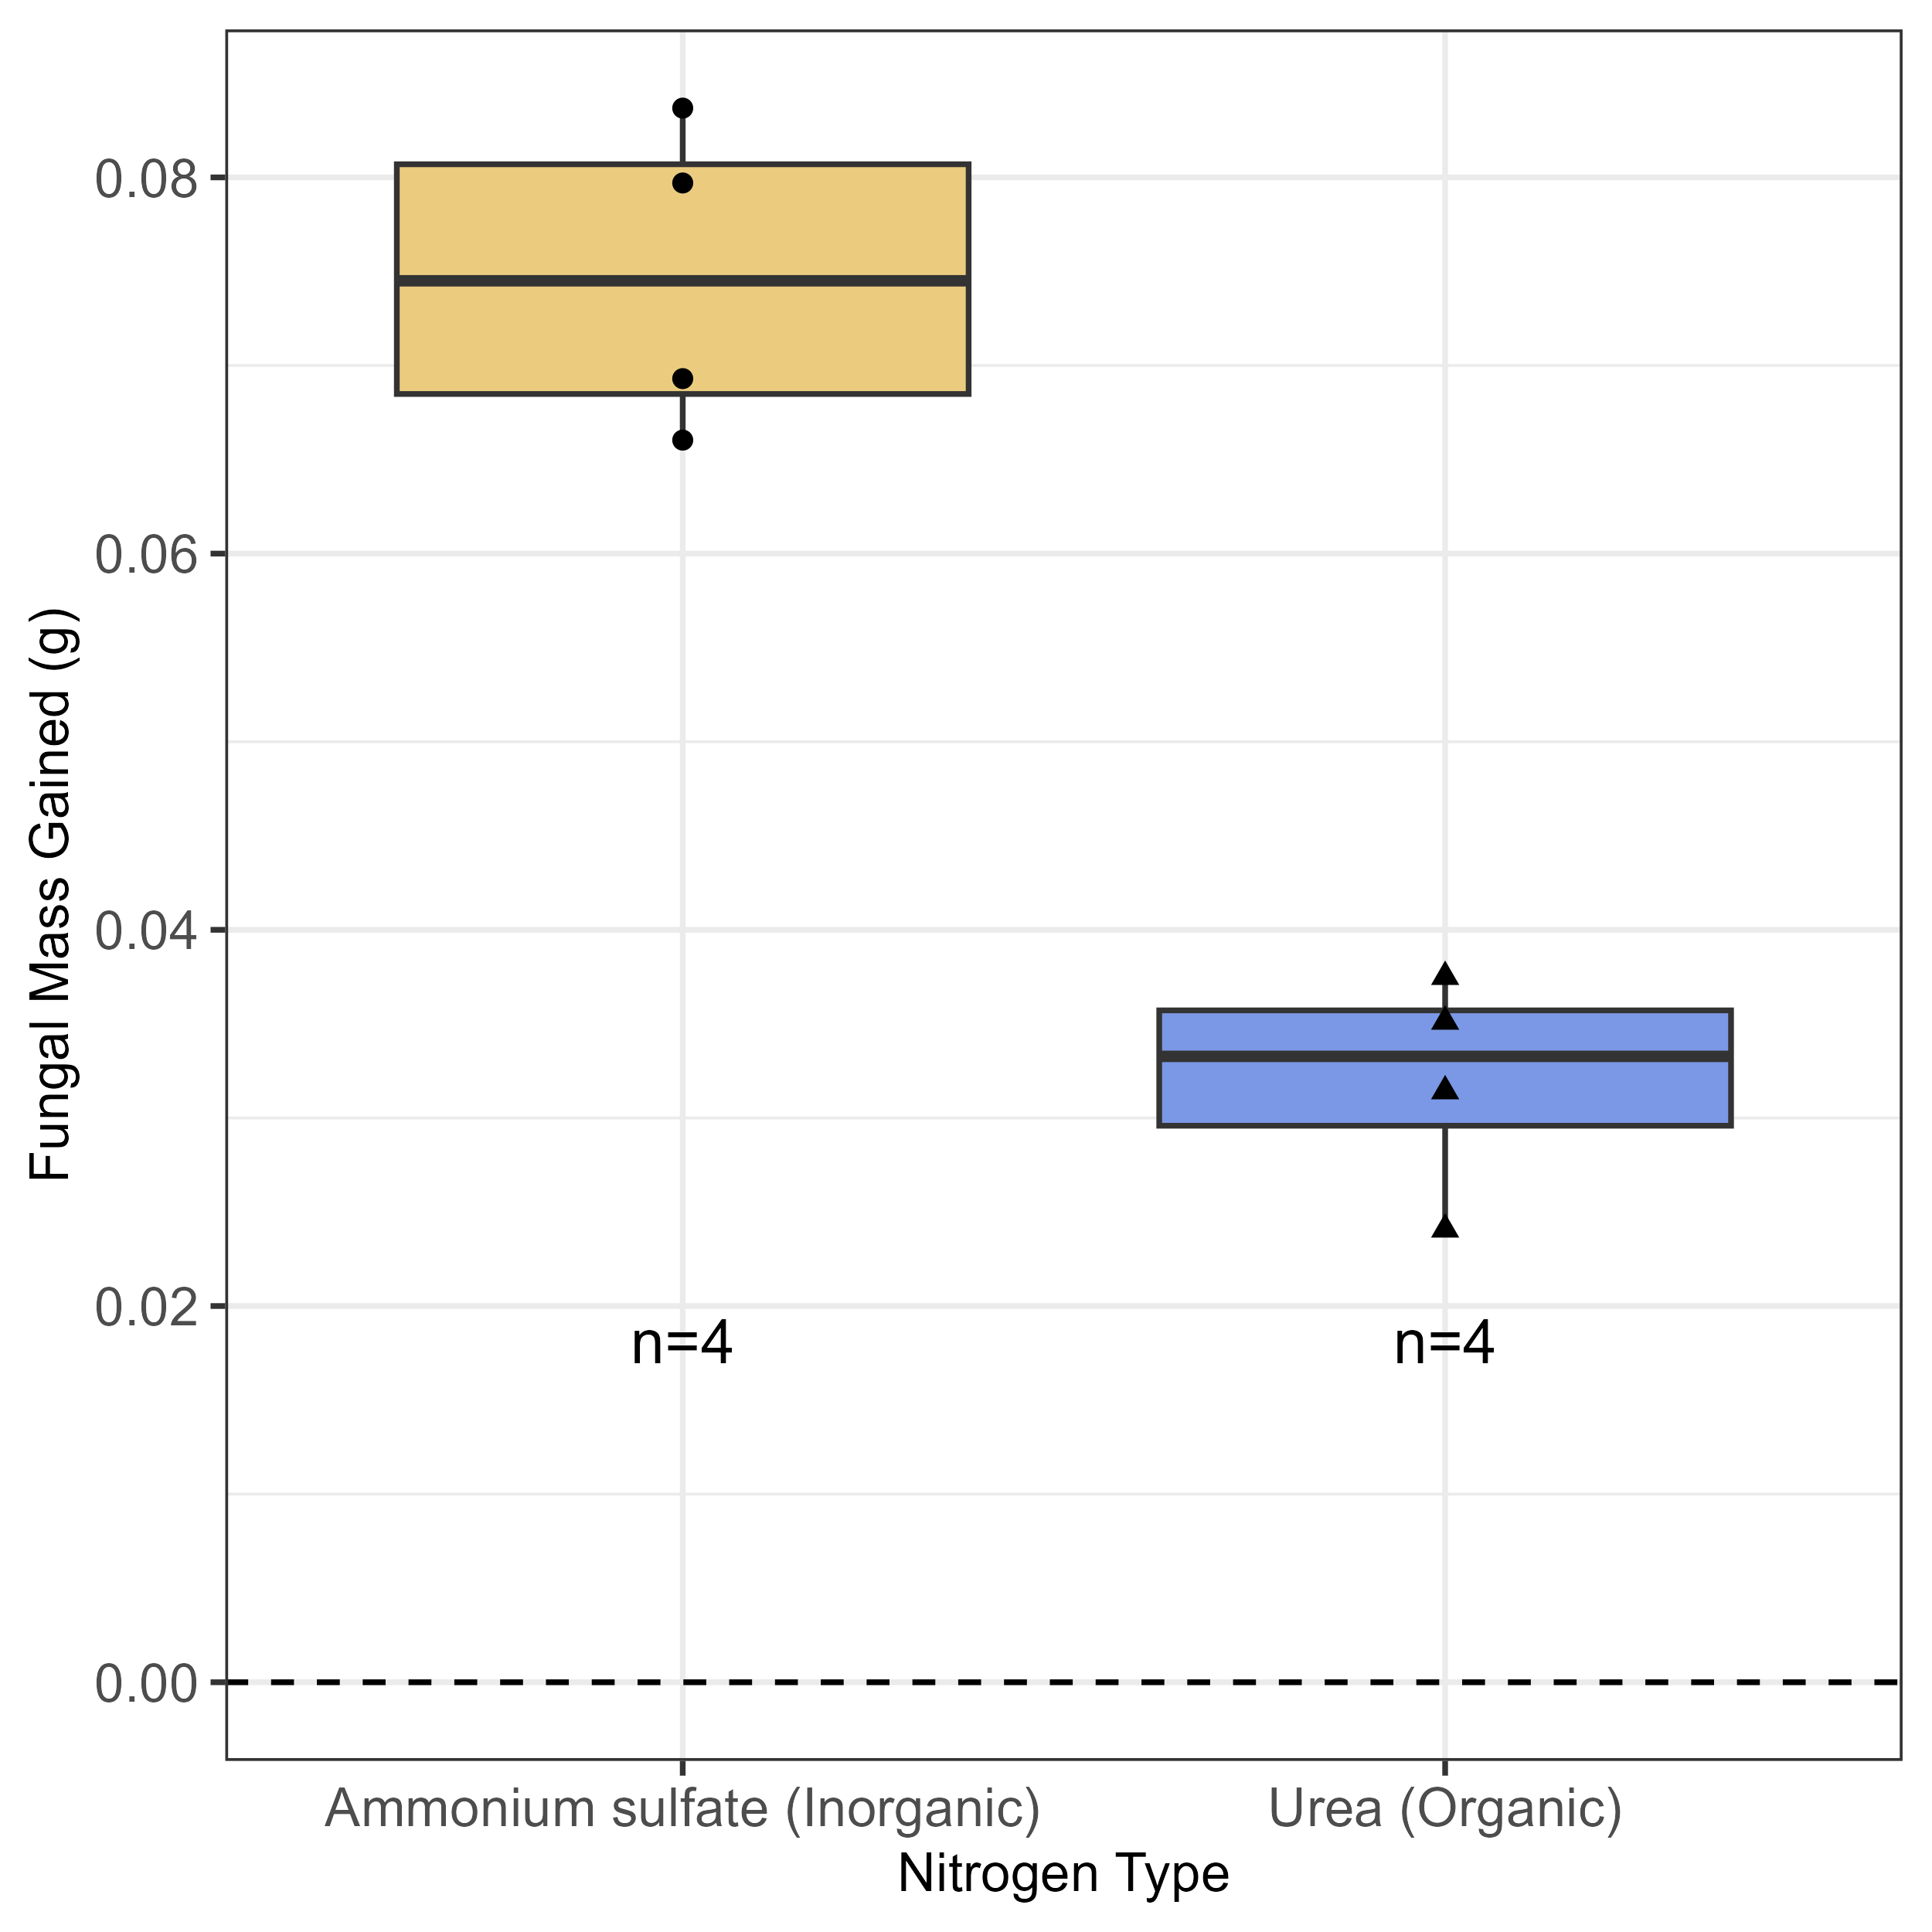 0.08
0.06
0.04
0.02
0.00
Fungal Mass Gained (g)
n=4
n=4
Ammonium sulfate (Inorganic)
Urea (Organic)
Nitrogen Type